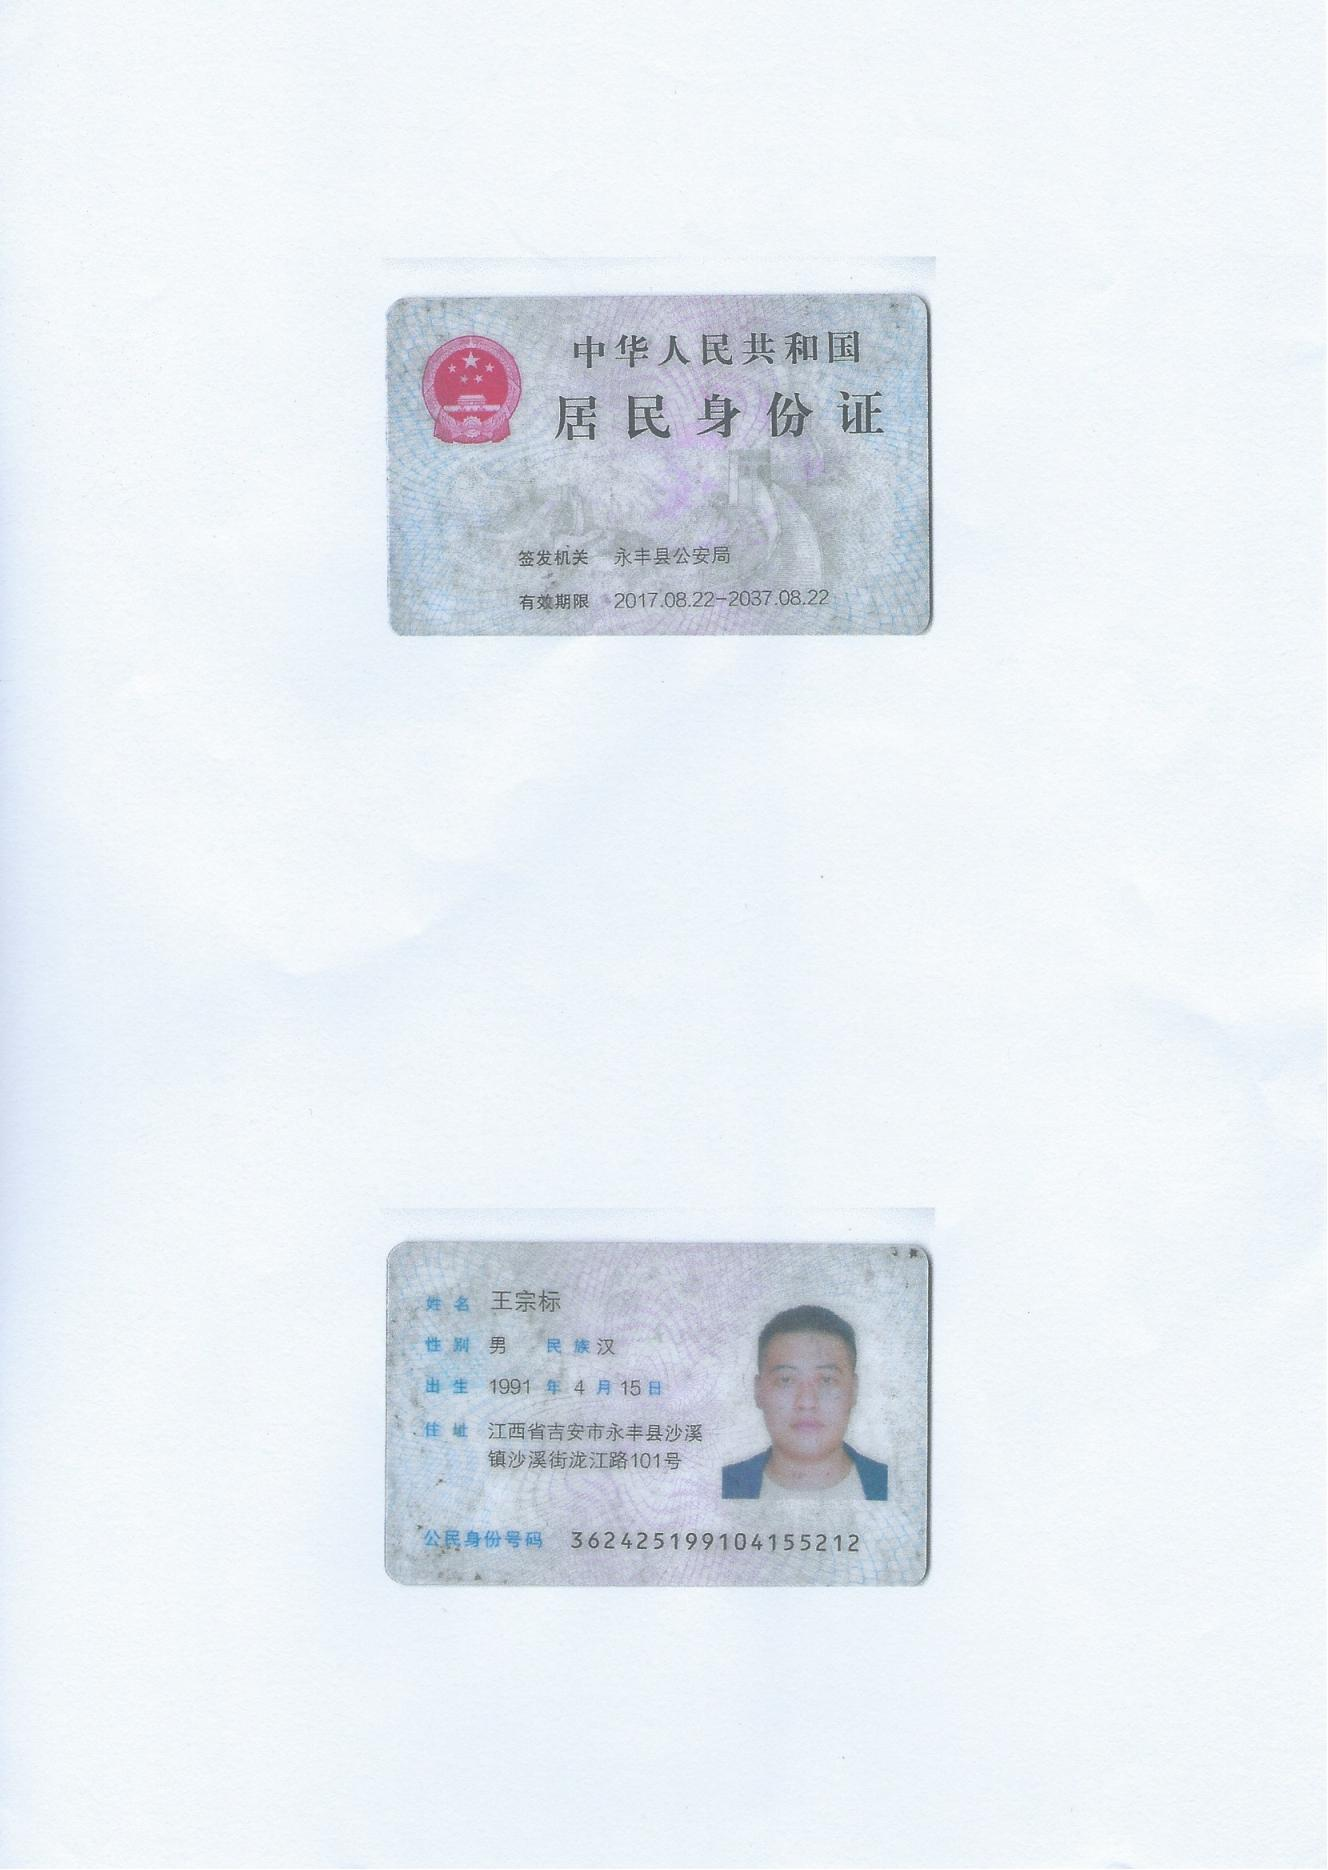 中华人民共和国
居民身份证
签发机关 永丰县公安局
有效期限 2017.08.22-2037.08.22
姓名 王宗标
性别 男 民族 汉
出生 1991 年 4 月 15 日
住址 江西省吉安市永丰县沙溪
镇沙溪街泷江路101号
公民身份号码 362425199104155212